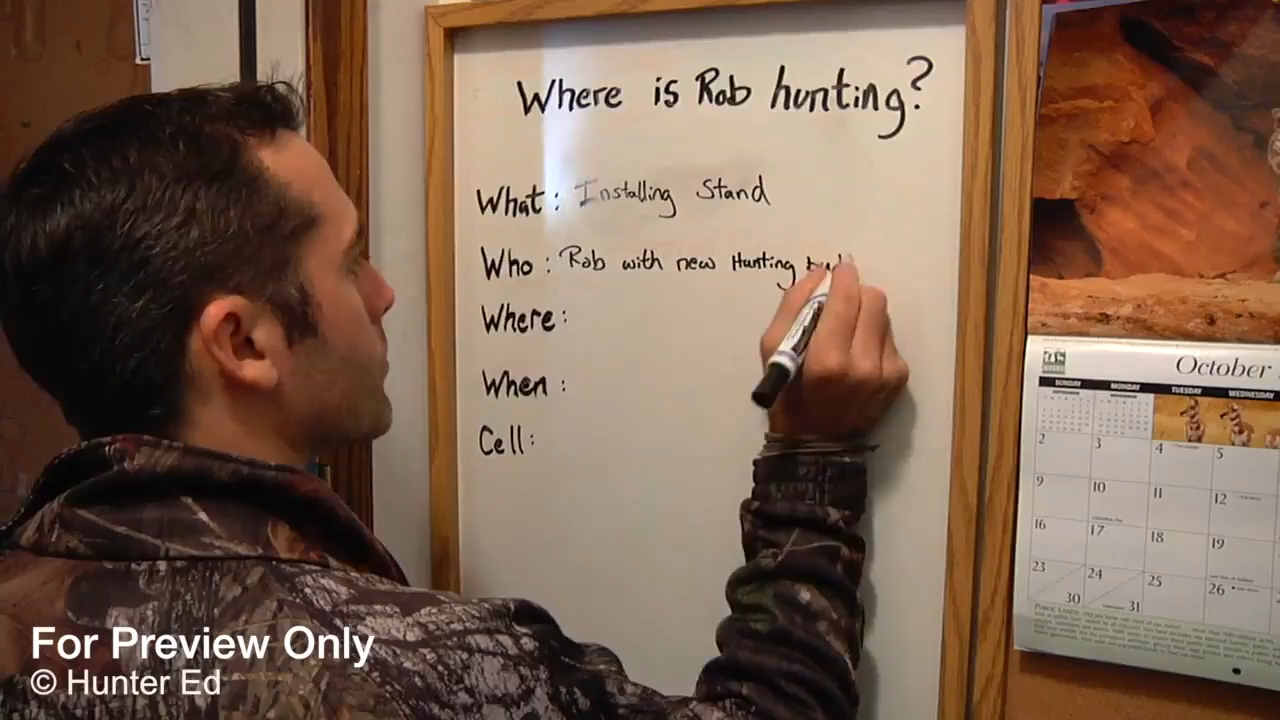 Where is Rob hunting?
What: Installing Stand
Who: Rob with new Hunting
Where:
When:
Cell:
October
SUNDAY MONDAY TUESDAY WEDNESDAY
2 3 4 5
9 10 11 12
16 17 18 19
23 24 25 26
30 31
For Preview Only
© Hunter Ed